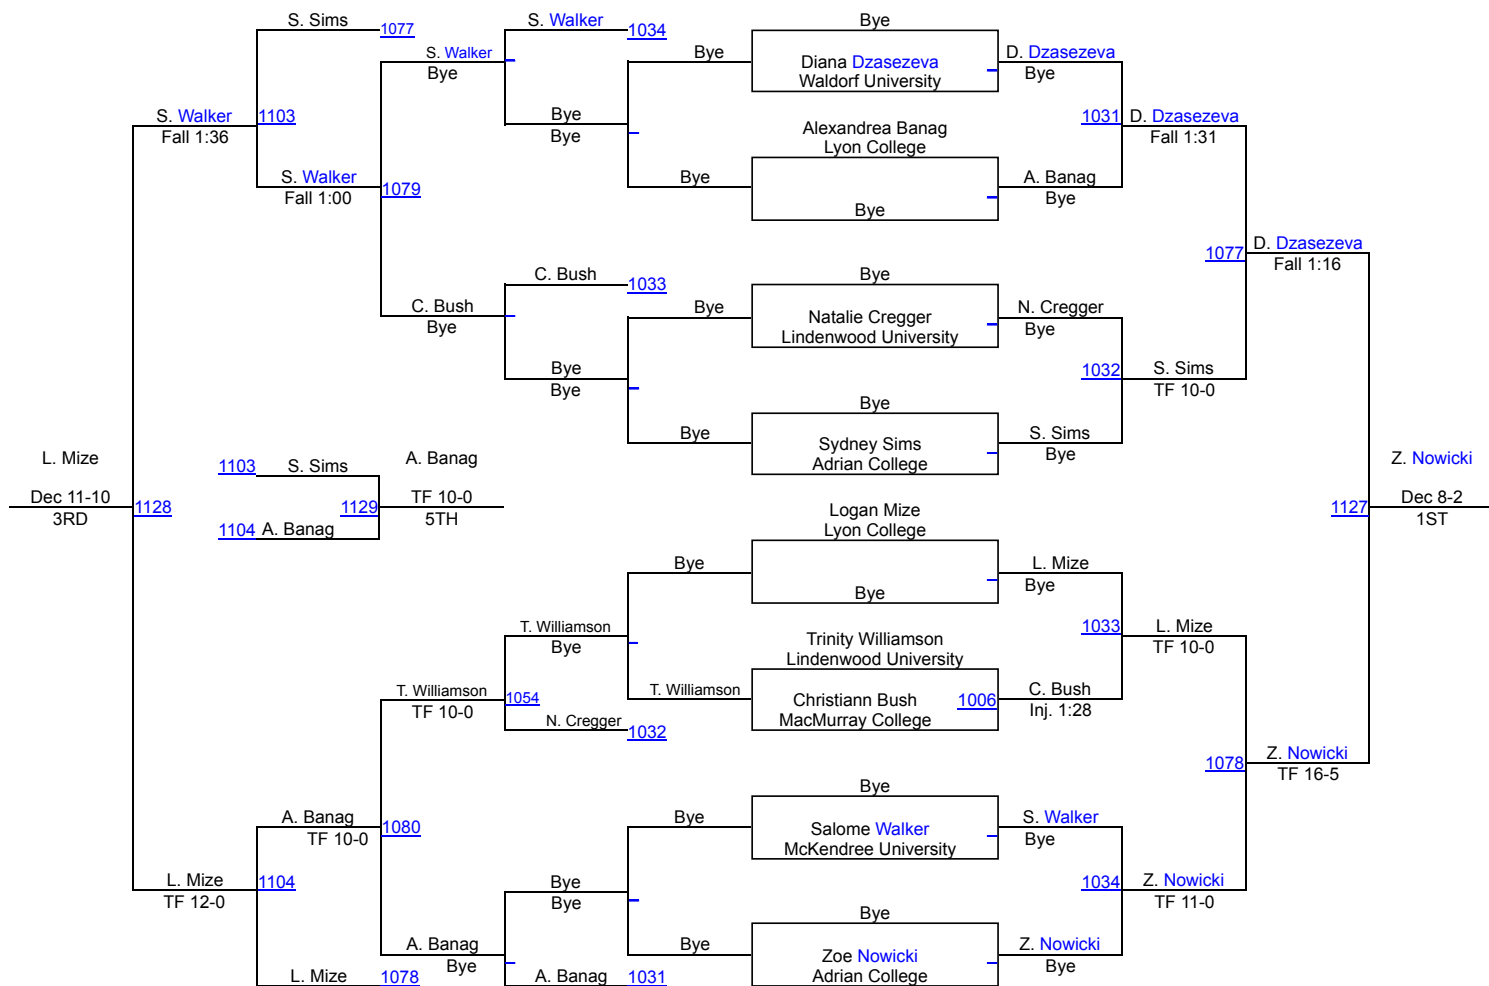 S. Sims
1077
S. Walker
1034
Bye
S. Walker
Bye
Bye
Diana Dzasezeva
Waldorf University
D. Dzasezeva
Bye
S. Walker
Fall 1:36
1103
Bye
Bye
Alexandrea Banag
Lyon College
1031
D. Dzasezeva
Fall 1:31
S. Walker
Fall 1:00
1079
Bye
Bye
A. Banag
Bye
1077
D. Dzasezeva
Fall 1:16
C. Bush
1033
Bye
C. Bush
Bye
Bye
Natalie Cregger
Lindenwood University
N. Cregger
Bye
Bye
Bye
1032
S. Sims
TF 10-0
Bye
Bye
Sydney Sims
Adrian College
S. Sims
Bye
L. Mize
Dec 11-10
3RD
1128
1103
S. Sims
1129
1104
A. Banag
A. Banag
TF 10-0
5TH
Z. Nowicki
1127
Dec 8-2
1ST
Logan Mize
Lyon College
Bye
Bye
L. Mize
Bye
T. Williamson
Bye
Trinity Williamson
Lindenwood University
1033
L. Mize
TF 10-0
T. Williamson
TF 10-0
1054
T. Williamson
Christiann Bush
MacMurray College
1006
C. Bush
Inj. 1:28
N. Cregger
1032
1078
Z. Nowicki
TF 16-5
Bye
A. Banag
TF 10-0
1080
Bye
Salome Walker
McKendree University
S. Walker
Bye
L. Mize
TF 12-0
1104
Bye
Bye
1034
Z. Nowicki
TF 11-0
Bye
A. Banag
Bye
Bye
Zoe Nowicki
Adrian College
Z. Nowicki
Bye
L. Mize
1078
A. Banag
1031